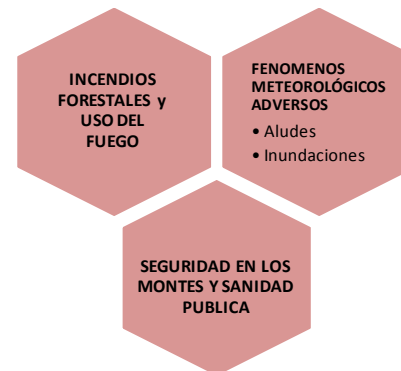 INCENDIOS
FORESTALES y
USO DEL
FUEGO
FENOMENOS
METEOROLÓGICOS
ADVERSOS
• Aludes
• Inundaciones
SEGURIDAD EN LOS
MONTES Y SANIDAD
PUBLICA